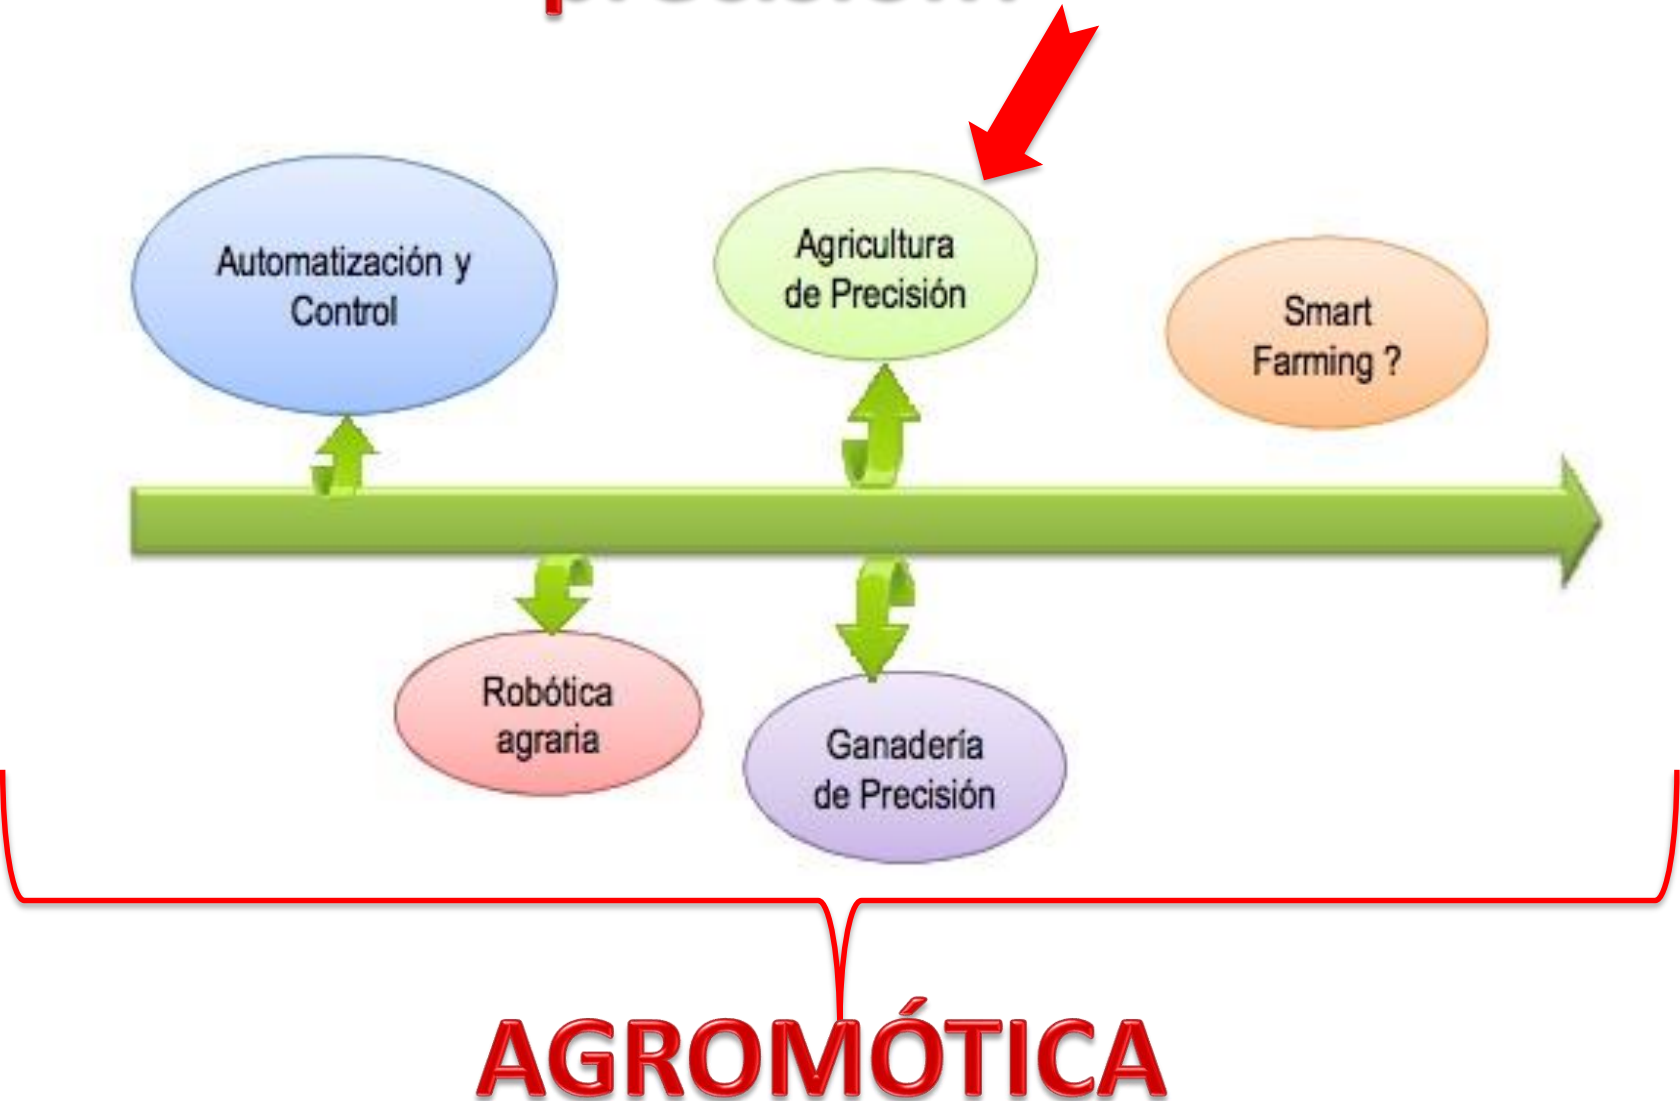 Automatización y
Control
Agricultura
de Precisión
Smart
Farming ?
Robótica
agraria
Ganadería
de Precisión
AGROMÓTICA